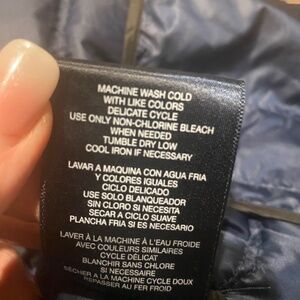 MACHINE WASH COLD
WITH LIKE COLORS
DELICATE CYCLE
USE ONLY NON-CHLORINE BLEACH
WHEN NEEDED
TUMBLE DRY LOW
COOL IRON IF NECESSARY
LAVAR A MAQUINA CON AGUA FRIA
Y COLORES IGUALES
CICLO DELICADO
USE SOLO BLANQUEADOR
SIN CLORO SI NECESITA
SECAR A CICLO SUAVE
PLANCHA FRIA SI ES NECESARIO
LAVER À LA MACHINE À L'EAU FROIDE
AVEC COULEURS SIMILAIRES
CYCLE DÉLICAT
BLANCHIR SANS CHLORE
SI NECESSAIRE
SÉCHER A LA MACHINE CYCLE DOUX
REPASSER AU FER FROID